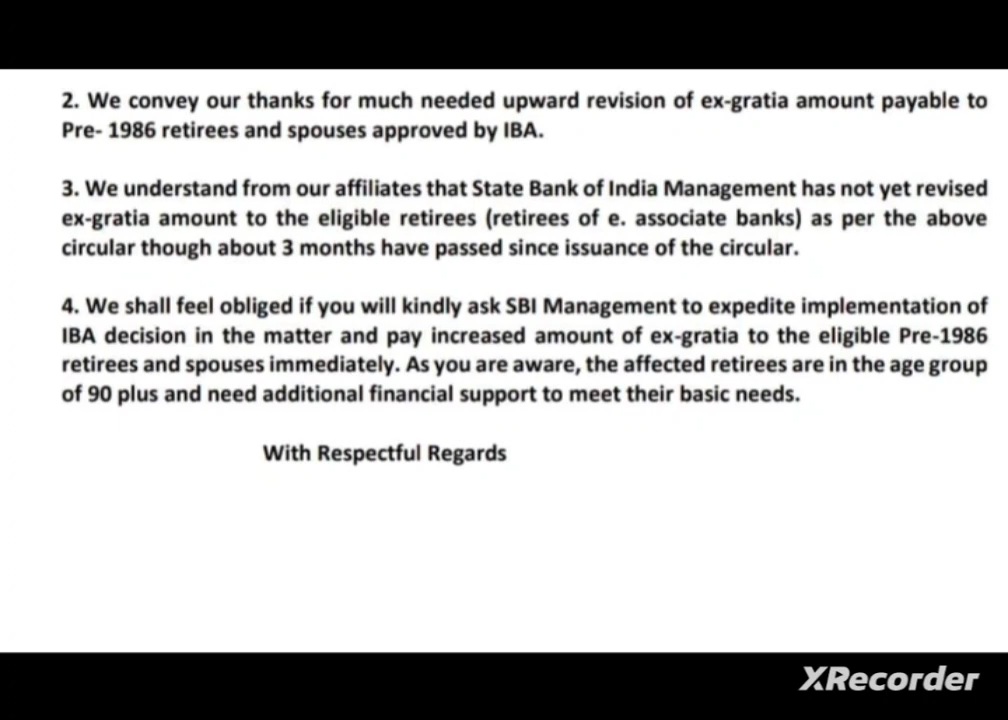 2. We convey our thanks for much needed upward revision of ex-gratia amount payable to
Pre- 1986 retirees and spouses approved by IBA.
3. We understand from our affiliates that State Bank of India Management has not yet revised
ex-gratia amount to the eligible retirees (retirees of e. associate banks) as per the above
circular though about 3 months have passed since issuance of the circular.
4. We shall feel obliged if you will kindly ask SBI Management to expedite implementation of
IBA decision in the matter and pay increased amount of ex-gratia to the eligible Pre-1986
retirees and spouses immediately. As you are aware, the affected retirees are in the age group
of 90 plus and need additional financial support to meet their basic needs.
With Respectful Regards
XRecorder